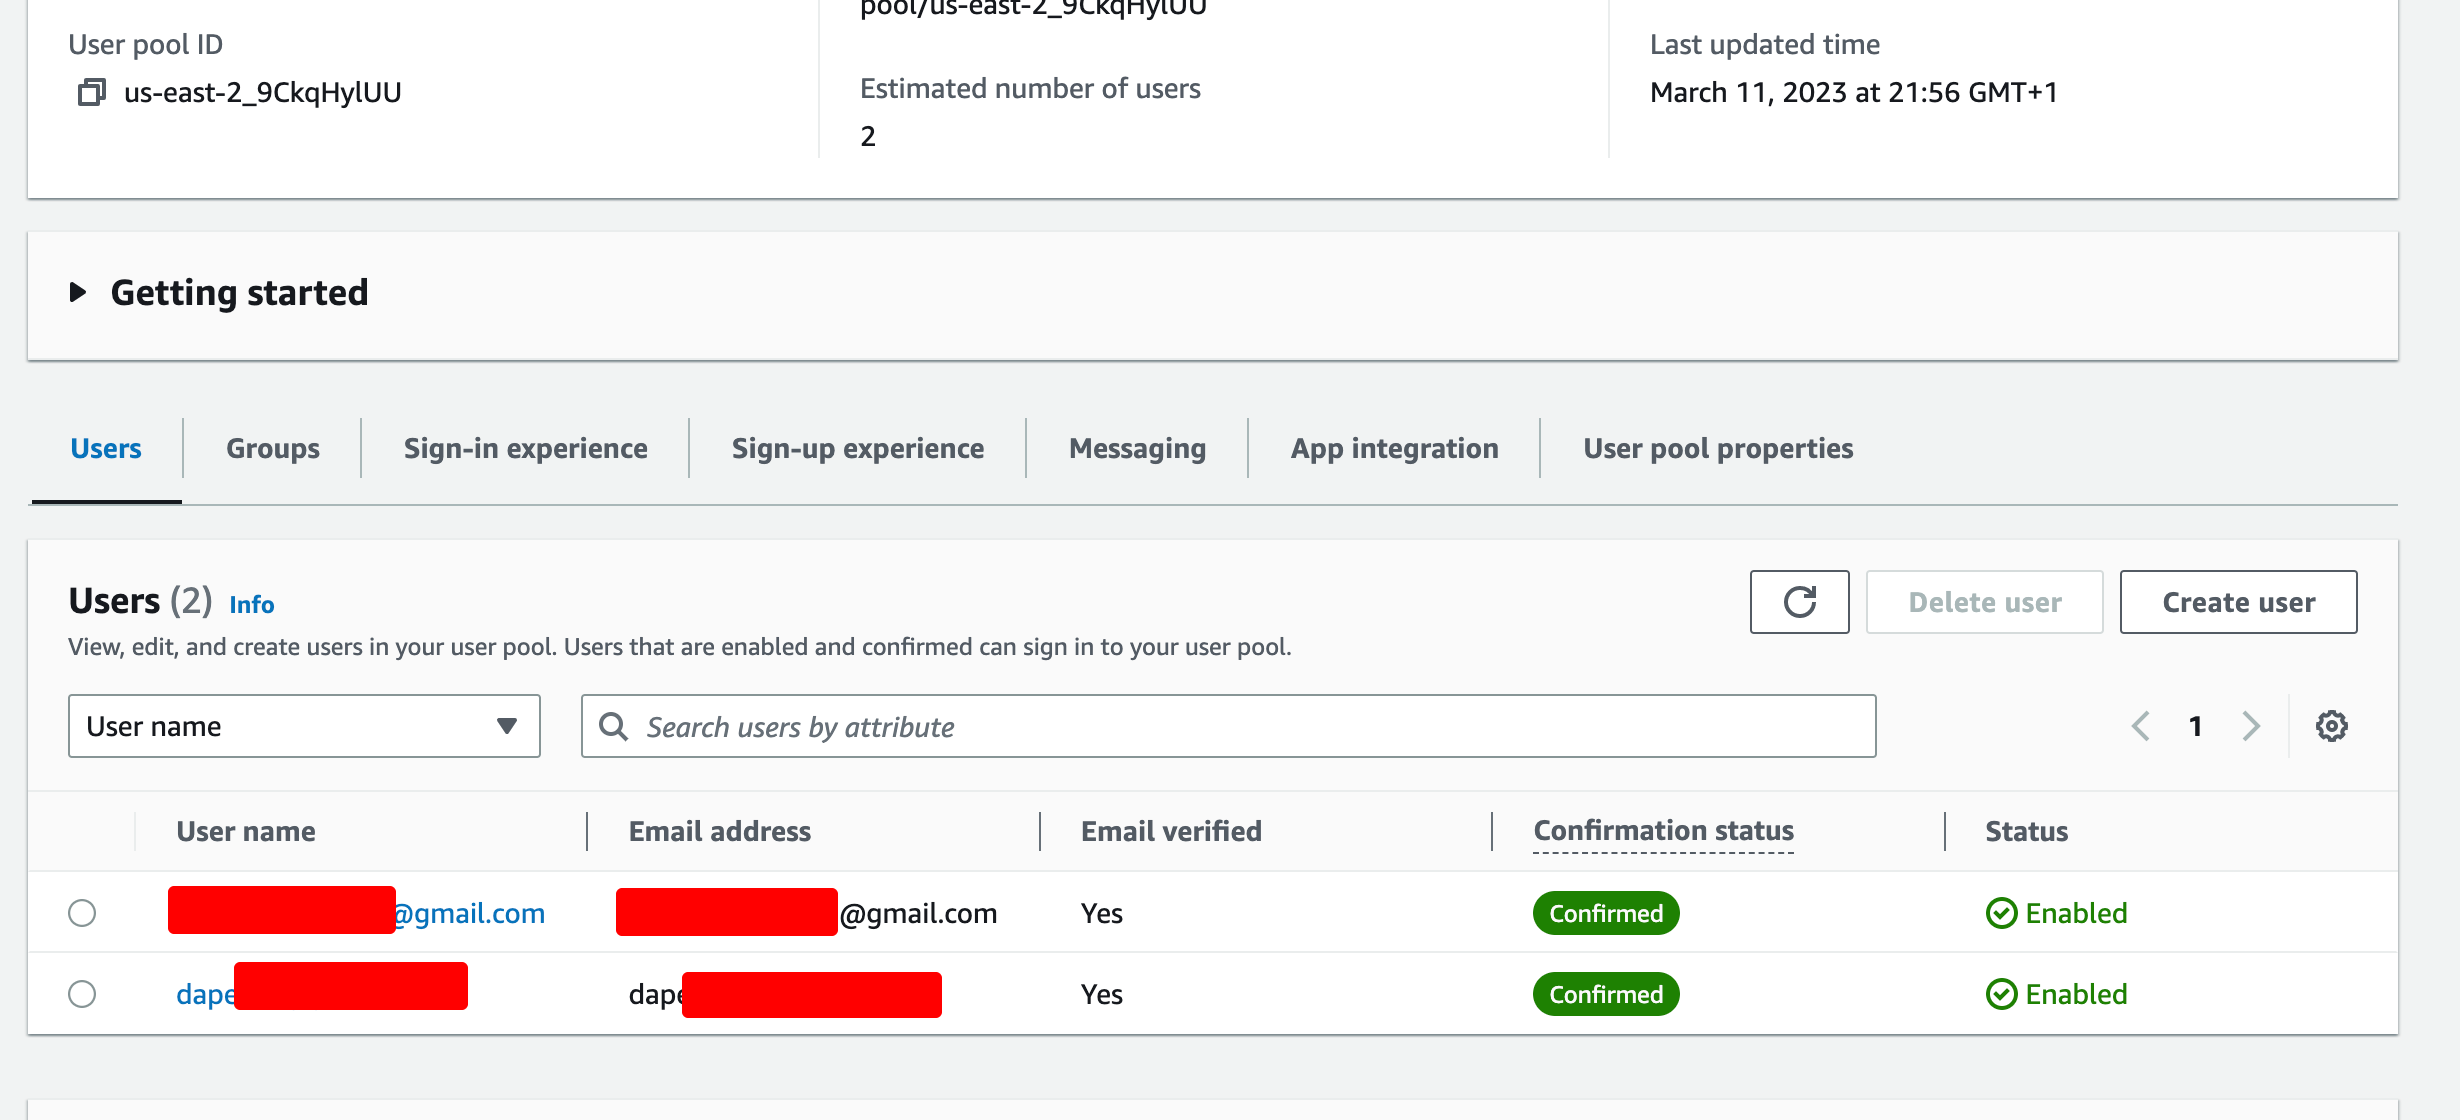 pool/us-east-2_9CkqHylUU
User pool ID
us-east-2_9CkqHylUU
Estimated number of users
2
Last updated time
March 11, 2023 at 21:56 GMT+1
Getting started
Users
Groups
Sign-in experience
Sign-up experience
Messaging
App integration
User pool properties
Users (2) Info
View, edit, and create users in your user pool. Users that are enabled and confirmed can sign in to your user pool.
Delete user
Create user
User name
Search users by attribute
1
User name Email address Email verified Confirmation status Status
@gmail.com @gmail.com Yes Confirmed Enabled
dape dape Yes Confirmed Enabled